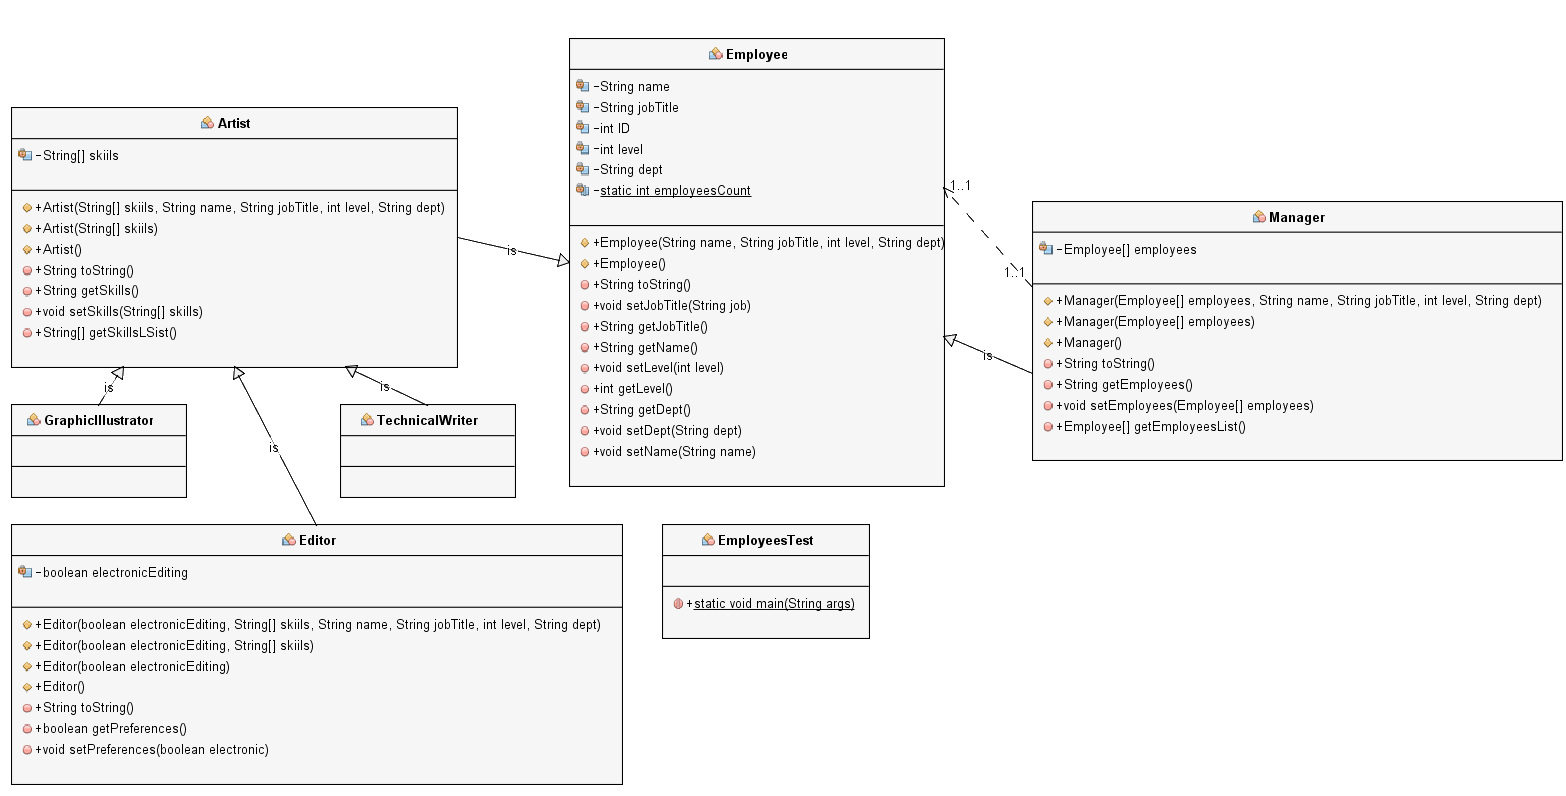 Employee
-String name
-String jobTitle
-int ID
-int level
-String dept
-static int employeesCount
+Employee(String name, String jobTitle, int level, String dept)
+Employee()
+String toString()
+void setJobTitle(String job)
+String getJobTitle()
+String getName()
+void setLevel(int level)
+int getLevel()
+String getDept()
+void setDept(String dept)
+void setName(String name)
Artist
-String[] skiils
+Artist(String[] skiils, String name, String jobTitle, int level, String dept)
+Artist(String[] skiils)
+Artist()
+String toString()
+String getSkills()
+void setSkills(String[] skills)
+String[] getSkillsLSist()
is
1..1
1..1
is
Manager
-Employee[] employees
+Manager(Employee[] employees, String name, String jobTitle, int level, String dept)
+Manager(Employee[] employees)
+Manager()
+String toString()
+String getEmployees()
+void setEmployees(Employee[] employees)
+Employee[] getEmployeesList()
is
is
is
GraphicIllustrator
TechnicalWriter
Editor
-boolean electronicEditing
+Editor(boolean electronicEditing, String[] skiils, String name, String jobTitle, int level, String dept)
+Editor(boolean electronicEditing, String[] skiils)
+Editor(boolean electronicEditing)
+Editor()
+String toString()
+boolean getPreferences()
+void setPreferences(boolean electronic)
EmployeesTest
+static void main(String args)